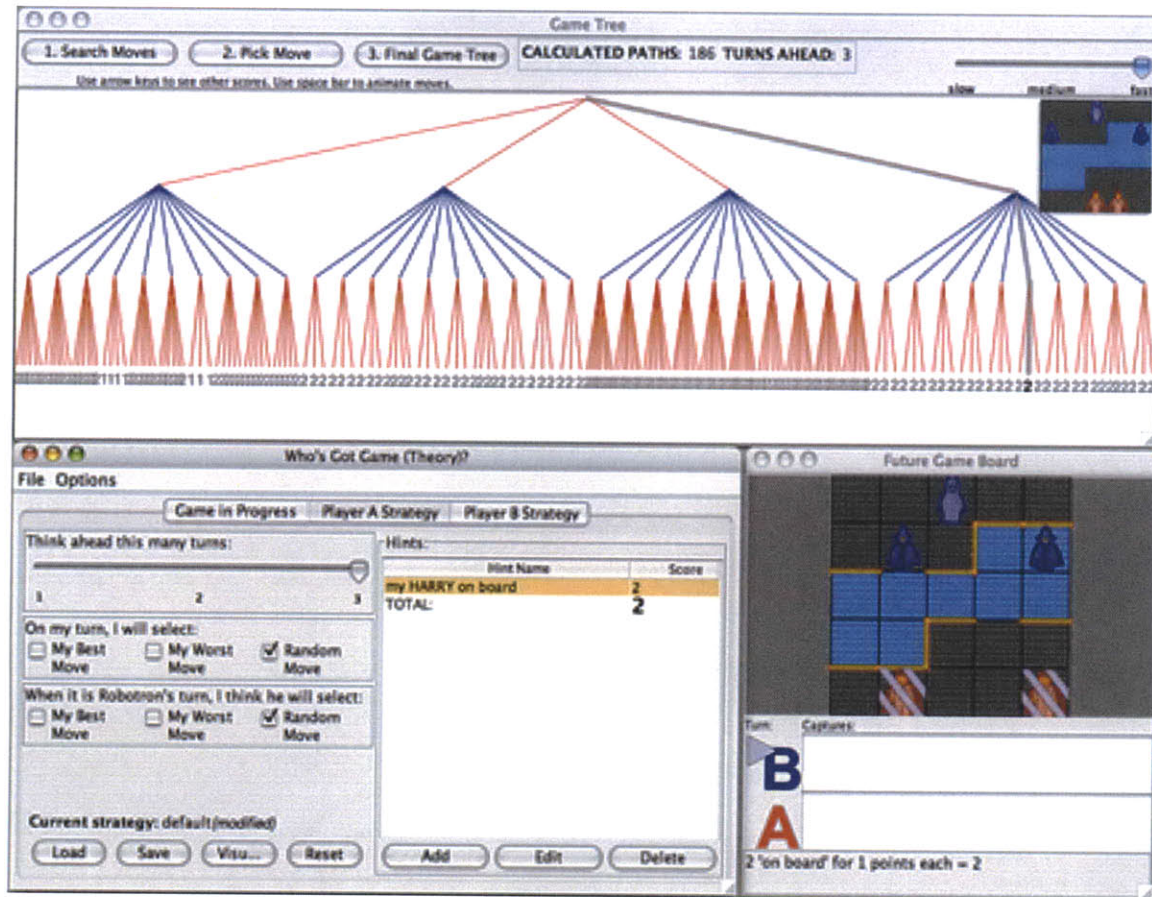 Game Tree
1. Search Moves 2. Pick Move 3. Final Game Tree CALCULATED PATHS: 186 TURNS AHEAD: 3
Use arrow keys to see other scores. Use space bar to animate moves.
slow medium fast
Who's Got Game (Theory)?
File Options
Game in Progress Player A Strategy Player B Strategy
Think ahead this many turns:
1 2 3
On my turn, I will select:
My Best Move My Worst Move Random Move
When it is Robotron's turn, I think he will select:
My Best Move My Worst Move Random Move
Current strategy: default(modified)
Load Save Visu... Reset
Hints:
Hint Name Score
my HARRY on board 2
TOTAL: 2
Add Edit Delete
Future Game Board
Turn: Captures:
B
A
2 'on board' for 1 points each = 2